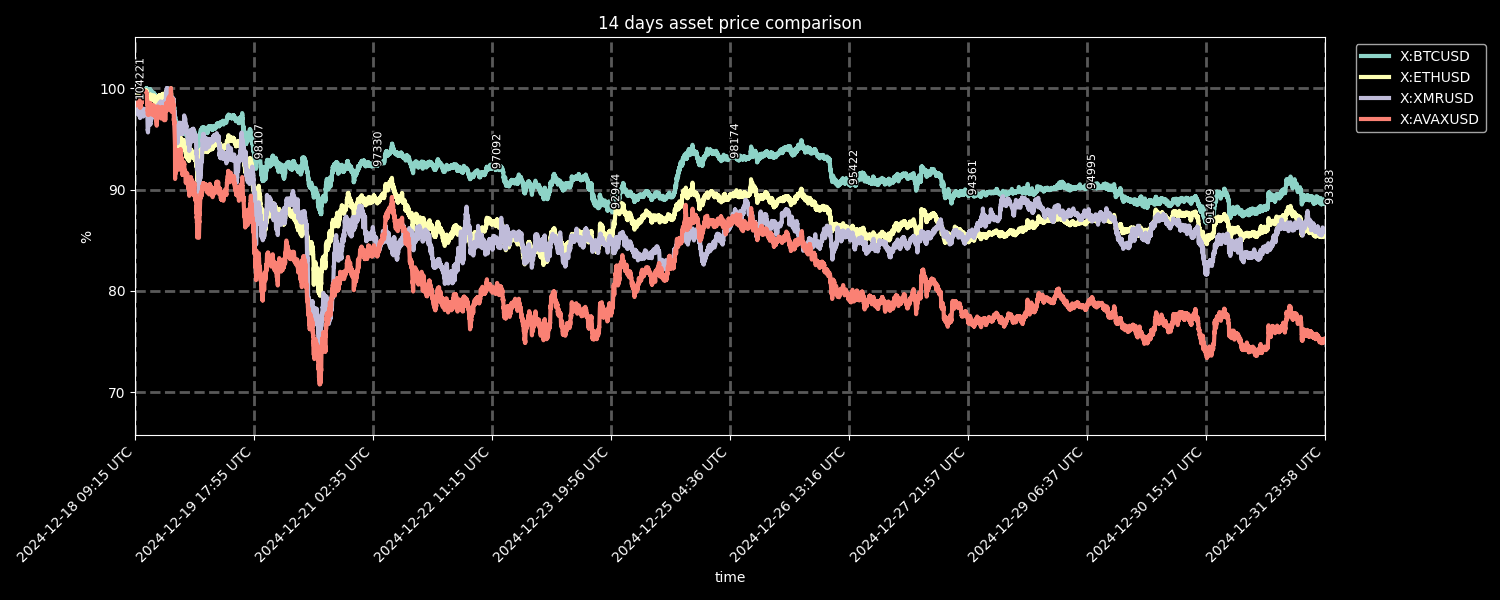 14 days asset price comparison
X:BTCUSD
X:ETHUSD
X:XMRUSD
X:AVAXUSD
%
100
90
80
70
104221
98107
97330
97092
92944
98174
95422
94361
94995
91409
93383
2024-12-18 09:15 UTC
2024-12-19 17:55 UTC
2024-12-21 02:35 UTC
2024-12-22 11:15 UTC
2024-12-23 19:56 UTC
2024-12-25 04:36 UTC
2024-12-26 13:16 UTC
2024-12-27 21:57 UTC
2024-12-29 06:37 UTC
2024-12-30 15:17 UTC
2024-12-31 23:58 UTC
time